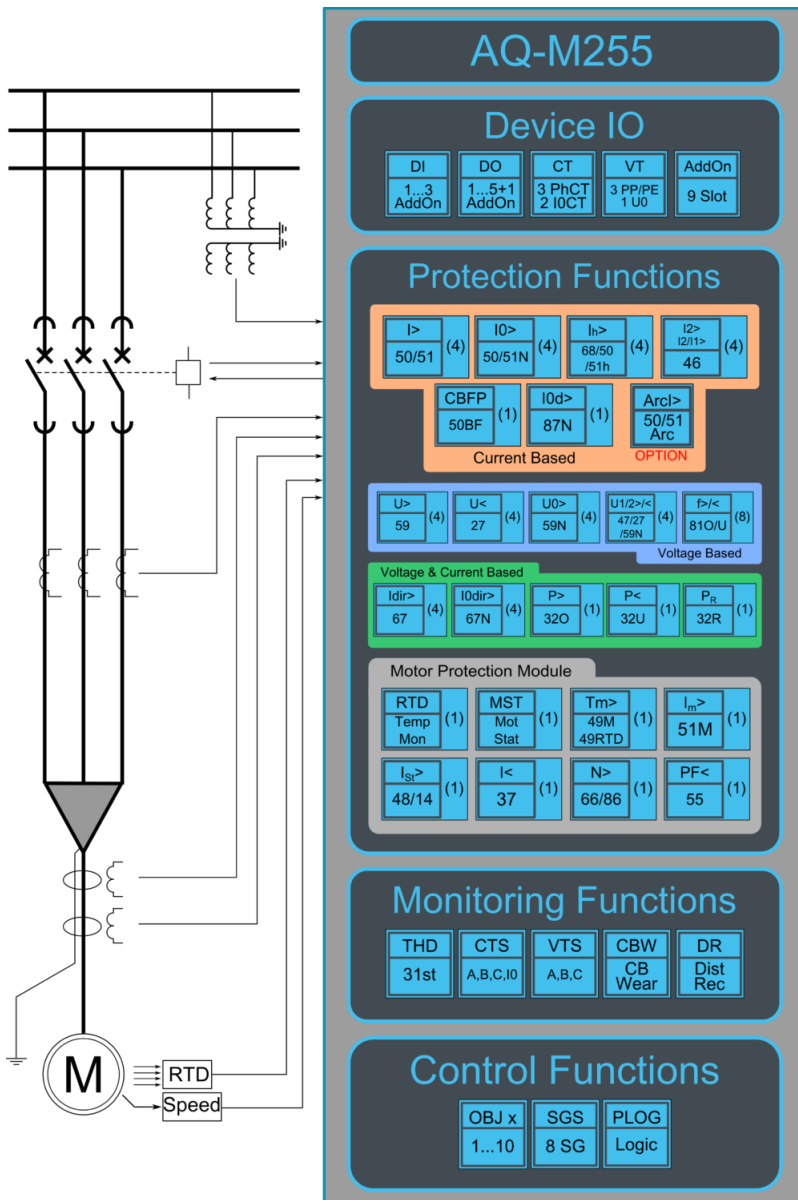 AQ-M255
Device IO
DI
1...3
AddOn
DO
1...5+1
AddOn
CT
3 PhCT
2 I0CT
VT
3 PP/PE
1 U0
AddOn
9 Slot
Protection Functions
I>
50/51
(4)
I0>
50/51N
(4)
Ih>
68/50
/51h
(4)
I2>
I2/I1>
46
(4)
CBFP
50BF
(1)
I0d>
87N
(1)
ArcI>
50/51
Arc
OPTION
Current Based
U>
59
(4)
U<
27
(4)
U0>
59N
(4)
U1/2>/<
47/27
/59N
(4)
f>/<
81O/U
(8)
Voltage Based
Voltage & Current Based
Idir>
67
(4)
I0dir>
67N
(4)
P>
32O
(1)
P<
32U
(1)
PR
32R
(1)
Motor Protection Module
RTD
Temp
Mon
(1)
MST
Mot
Stat
(1)
Tm>
49M
49RTD
(1)
Im>
51M
(1)
ISt>
48/14
(1)
I<
37
(1)
N>
66/86
(1)
PF<
55
(1)
Monitoring Functions
THD
31st
CTS
A,B,C,I0
VTS
A,B,C
CBW
CB
Wear
DR
Dist
Rec
Control Functions
OBJ x
1...10
SGS
8 SG
PLOG
Logic
M
RTD
Speed